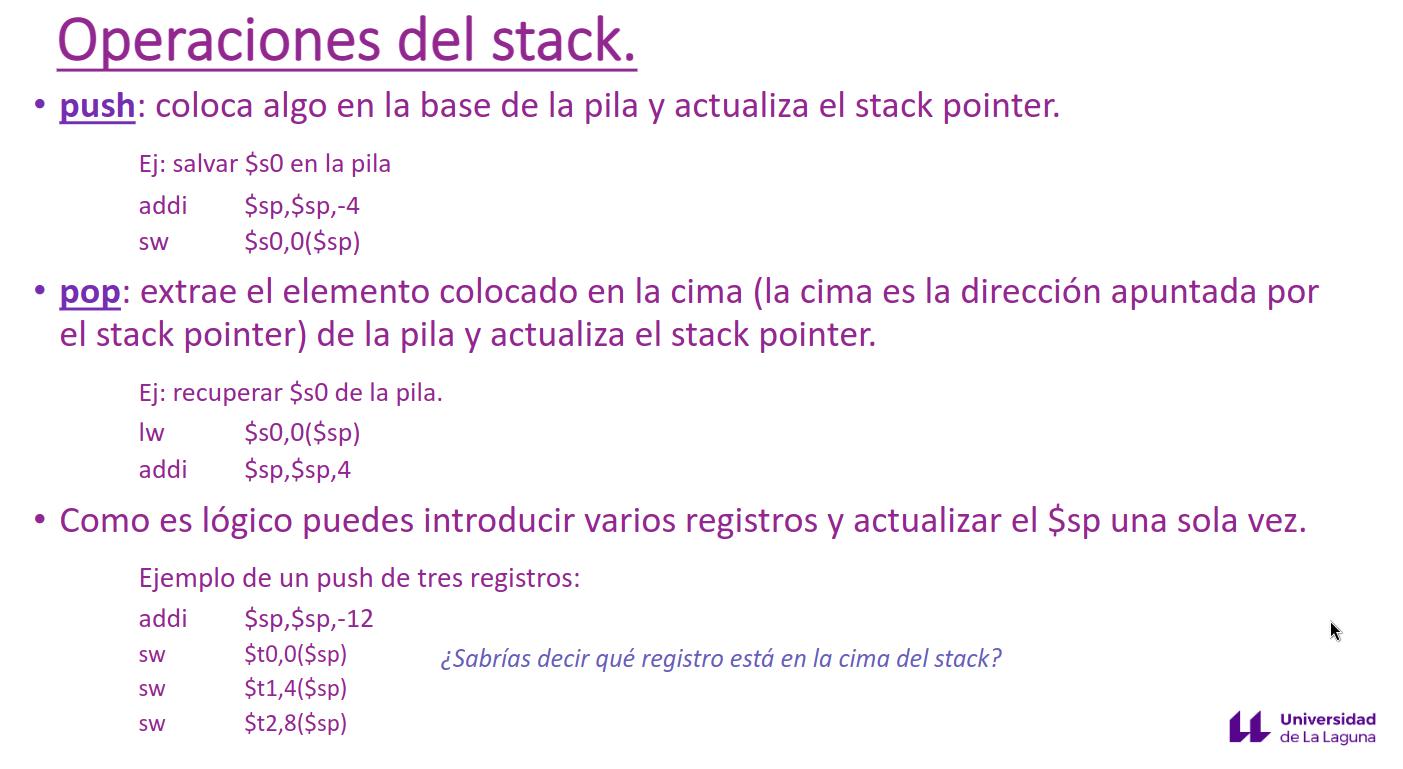 Operaciones del stack.
• push: coloca algo en la base de la pila y actualiza el stack pointer.
Ej: salvar $s0 en la pila
addi $sp,$sp,-4
sw $s0,0($sp)
• pop: extrae el elemento colocado en la cima (la cima es la dirección apuntada por
el stack pointer) de la pila y actualiza el stack pointer.
Ej: recuperar $s0 de la pila.
lw $s0,0($sp)
addi $sp,$sp,4
• Como es lógico puedes introducir varios registros y actualizar el $sp una sola vez.
Ejemplo de un push de tres registros:
addi $sp,$sp,-12
sw $t0,0($sp)
¿Sabrías decir qué registro está en la cima del stack?
sw $t1,4($sp)
sw $t2,8($sp)
Universidad
de La Laguna